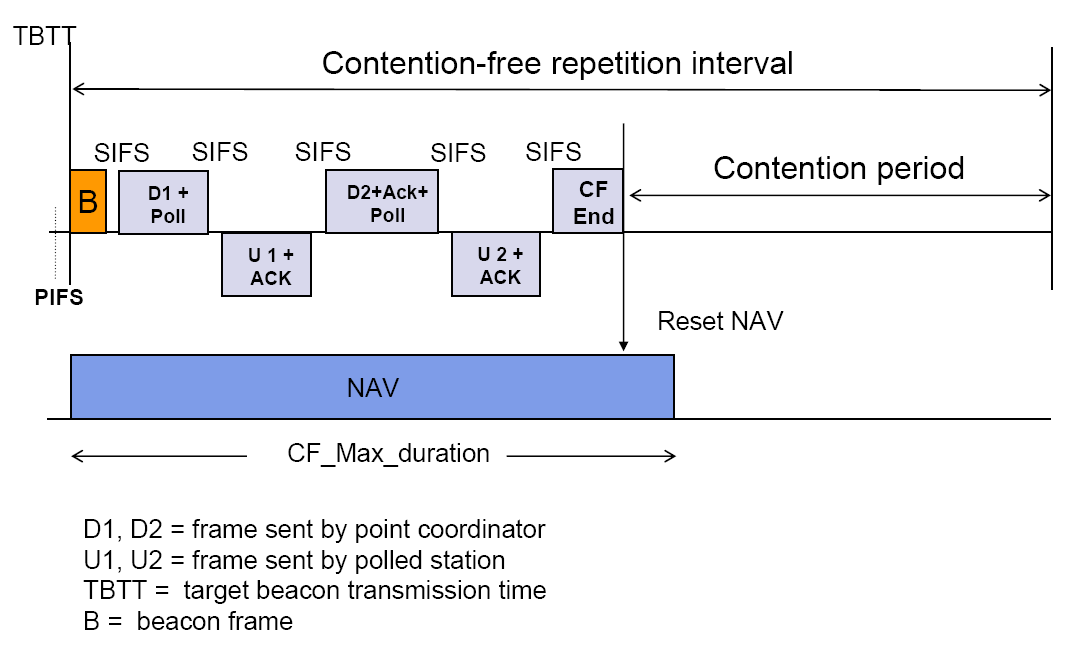 TBTT
Contention-free repetition interval
SIFS SIFS SIFS SIFS SIFS
Contention period
B
D1 +
Poll
D2+Ack+
Poll
CF
End
U 1 +
ACK
U 2 +
ACK
PIFS
Reset NAV
NAV
CF_Max_duration
D1, D2 = frame sent by point coordinator
U1, U2 = frame sent by polled station
TBTT = target beacon transmission time
B = beacon frame